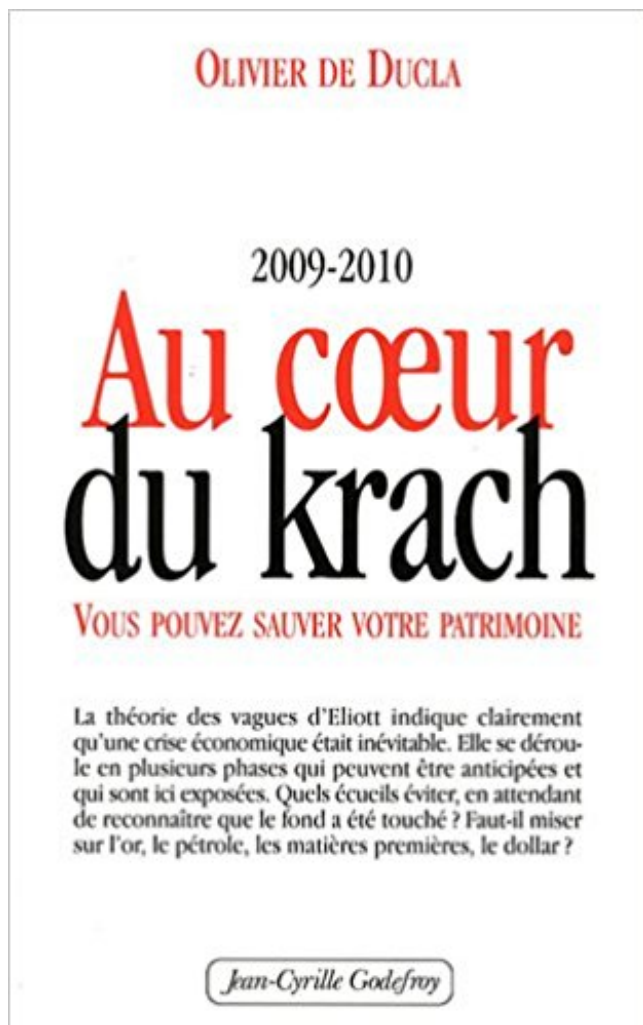 OLIVIER DE DUCLA
2009-2010
Au cœur
du krach
VOUS POUVEZ SAUVER VOTRE PATRIMOINE
La théorie des vagues d'Eliott indique clairement
qu'une crise économique était inévitable. Elle se dérou-
le en plusieurs phases qui peuvent être anticipées et
qui sont ici exposées. Quels écueils éviter, en attendant
de reconnaître que le fond a été touché ? Faut-il miser
sur l'or, le pétrole, les matières premières, le dollar ?
Jean-Cyrille Godefroy